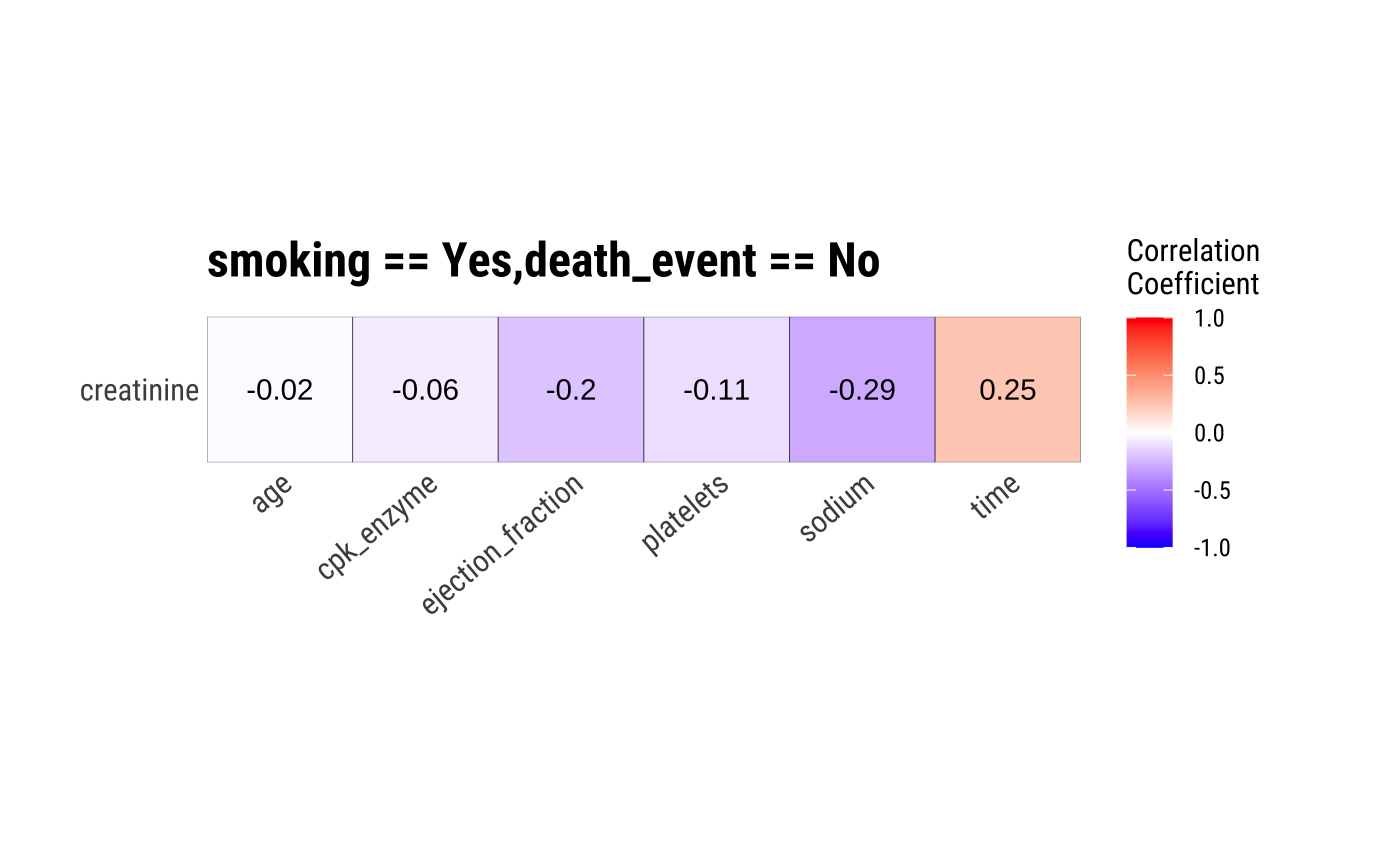 smoking == Yes,death_event == No
creatinine
-0.02 -0.06 -0.2 -0.11 -0.29 0.25
age cpk_enzyme ejection_fraction platelets sodium time
Correlation
Coefficient
1.0
0.5
0.0
-0.5
-1.0